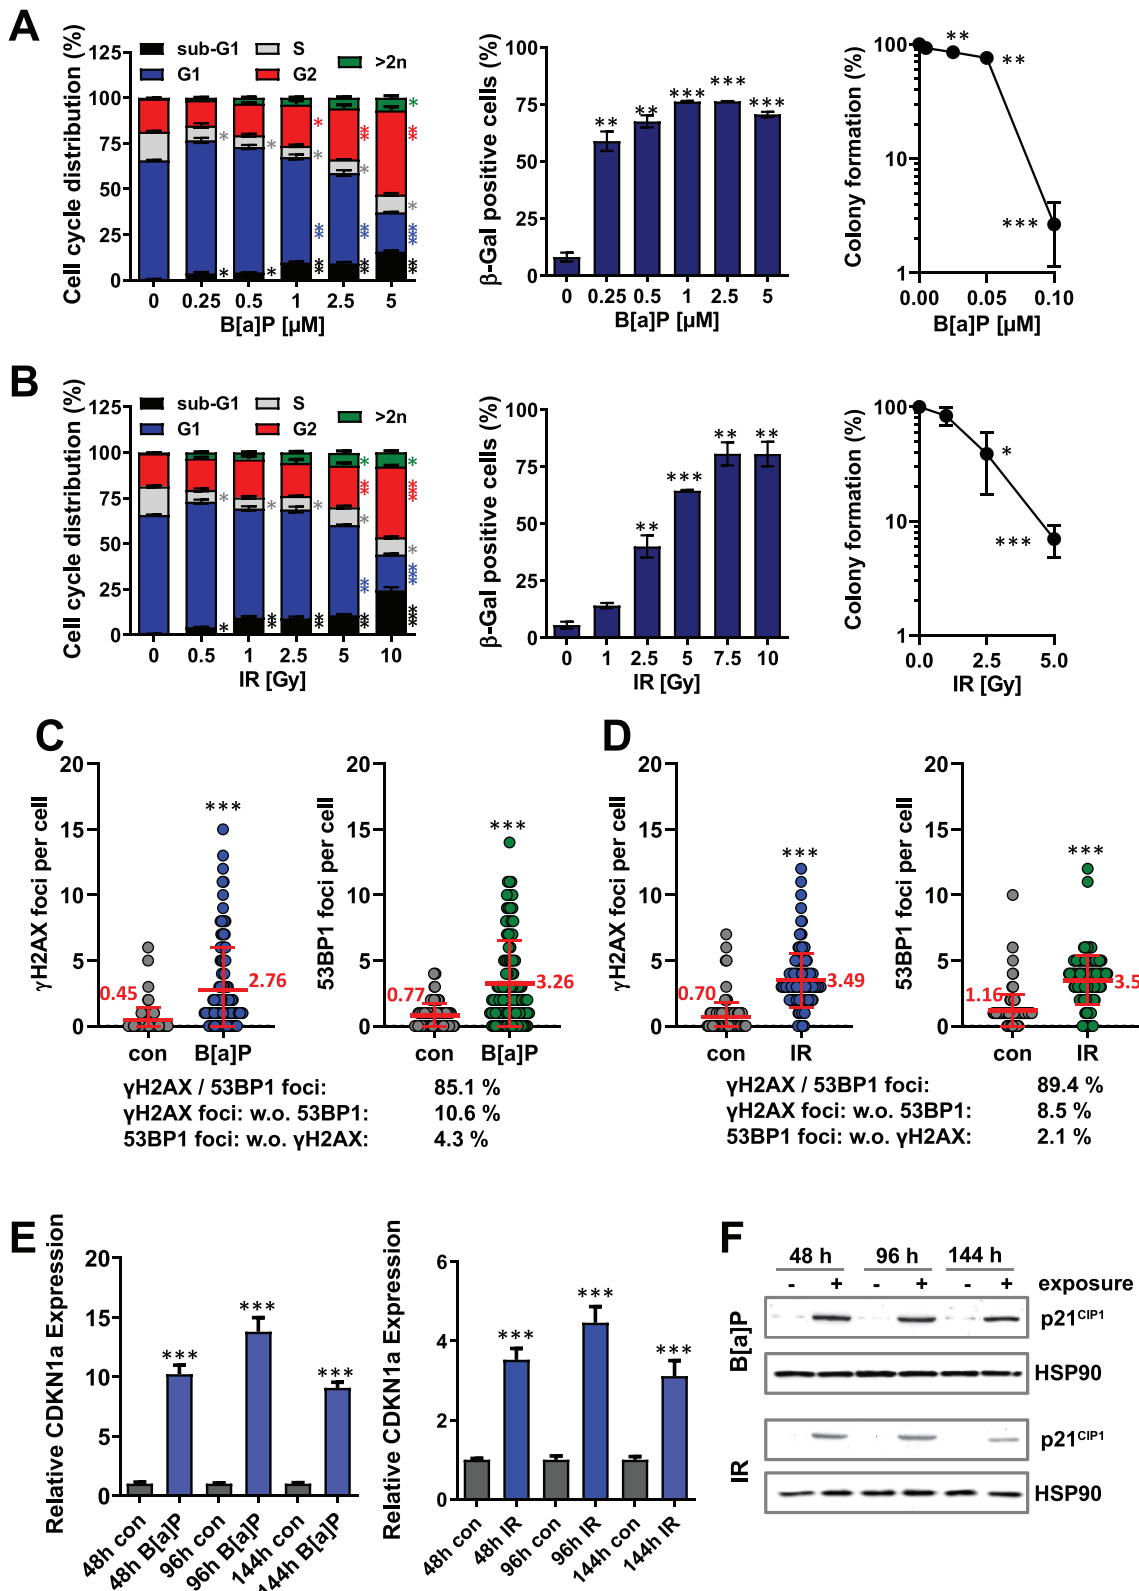 A
Cell cycle distribution (%)
125
100
75
50
25
0
sub-G1
S
>2n
G1
G2
*
*
*
*
**
*
**
*
*
*
*
**
***
*
*
**
**
**
0
0.25
0.5
1
2.5
5
B[a]P [µM]
β-Gal positive cells (%)
100
75
50
25
0
**
**
***
***
***
0
0.25
0.5
1
2.5
5
B[a]P [µM]
Colony formation (%)
100
10
1
**
**
***
0.00
0.05
0.10
B[a]P [µM]
B
Cell cycle distribution (%)
125
100
75
50
25
0
sub-G1
S
>2n
G1
G2
*
*
**
***
*
*
*
*
*
**
***
*
**
**
**
***
0
0.5
1
2.5
5
10
IR [Gy]
β-Gal positive cells (%)
100
75
50
25
0
**
***
**
**
0
1
2.5
5
7.5
10
IR [Gy]
Colony formation (%)
100
10
1
*
***
0.0
2.5
5.0
IR [Gy]
C
γH2AX foci per cell
20
15
10
5
0
***
0.45
2.76
con
B[a]P
53BP1 foci per cell
20
15
10
5
0
***
0.77
3.26
con
B[a]P
γH2AX / 53BP1 foci: 85.1 %
γH2AX foci: w.o. 53BP1: 10.6 %
53BP1 foci: w.o. γH2AX: 4.3 %
D
γH2AX foci per cell
20
15
10
5
0
***
0.70
3.49
con
IR
53BP1 foci per cell
20
15
10
5
0
***
1.16
3.5
con
IR
γH2AX / 53BP1 foci: 89.4 %
γH2AX foci: w.o. 53BP1: 8.5 %
53BP1 foci: w.o. γH2AX: 2.1 %
E
Relative CDKN1a Expression
20
15
10
5
0
***
***
***
48h con
48h B[a]P
96h con
96h B[a]P
144h con
144h B[a]P
Relative CDKN1a Expression
6
4
2
0
***
***
***
48h con
48h IR
96h con
96h IR
144h con
144h IR
F
48 h 96 h 144 h
- + - + - + exposure
B[a]P
p21CIP1
HSP90
IR
p21CIP1
HSP90